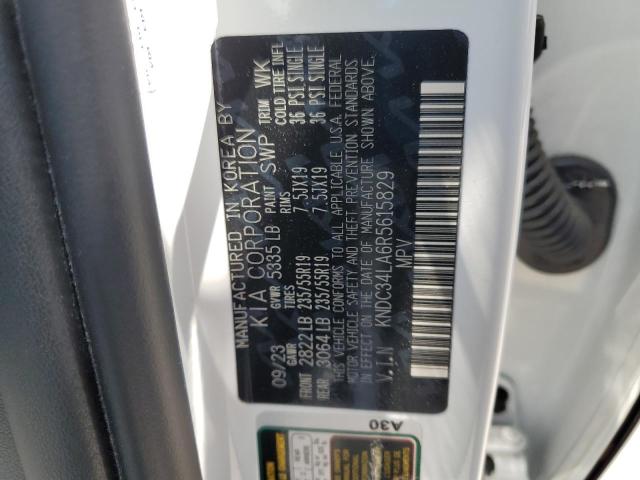 MANUFACTURED IN KOREA BY
KIA CORPORATION
09/23 GVWR 5335 LB PAINT SWP TRIM WK
GAWR TIRES RIMS COLD TIRE INFL
FRONT 2822 LB 235/55R19 7.5JX19 36 PSI SINGLE
REAR 3064 LB 235/55R19 7.5JX19 36 PSI SINGLE
THIS VEHICLE CONFORMS TO ALL APPLICABLE U.S.A. FEDERAL
MOTOR VEHICLE SAFETY AND THEFT PREVENTION STANDARDS
IN EFFECT ON THE DATE OF MANUFACTURE SHOWN ABOVE.
V.I.N KNDC34LA6R5615829
MPV
A30